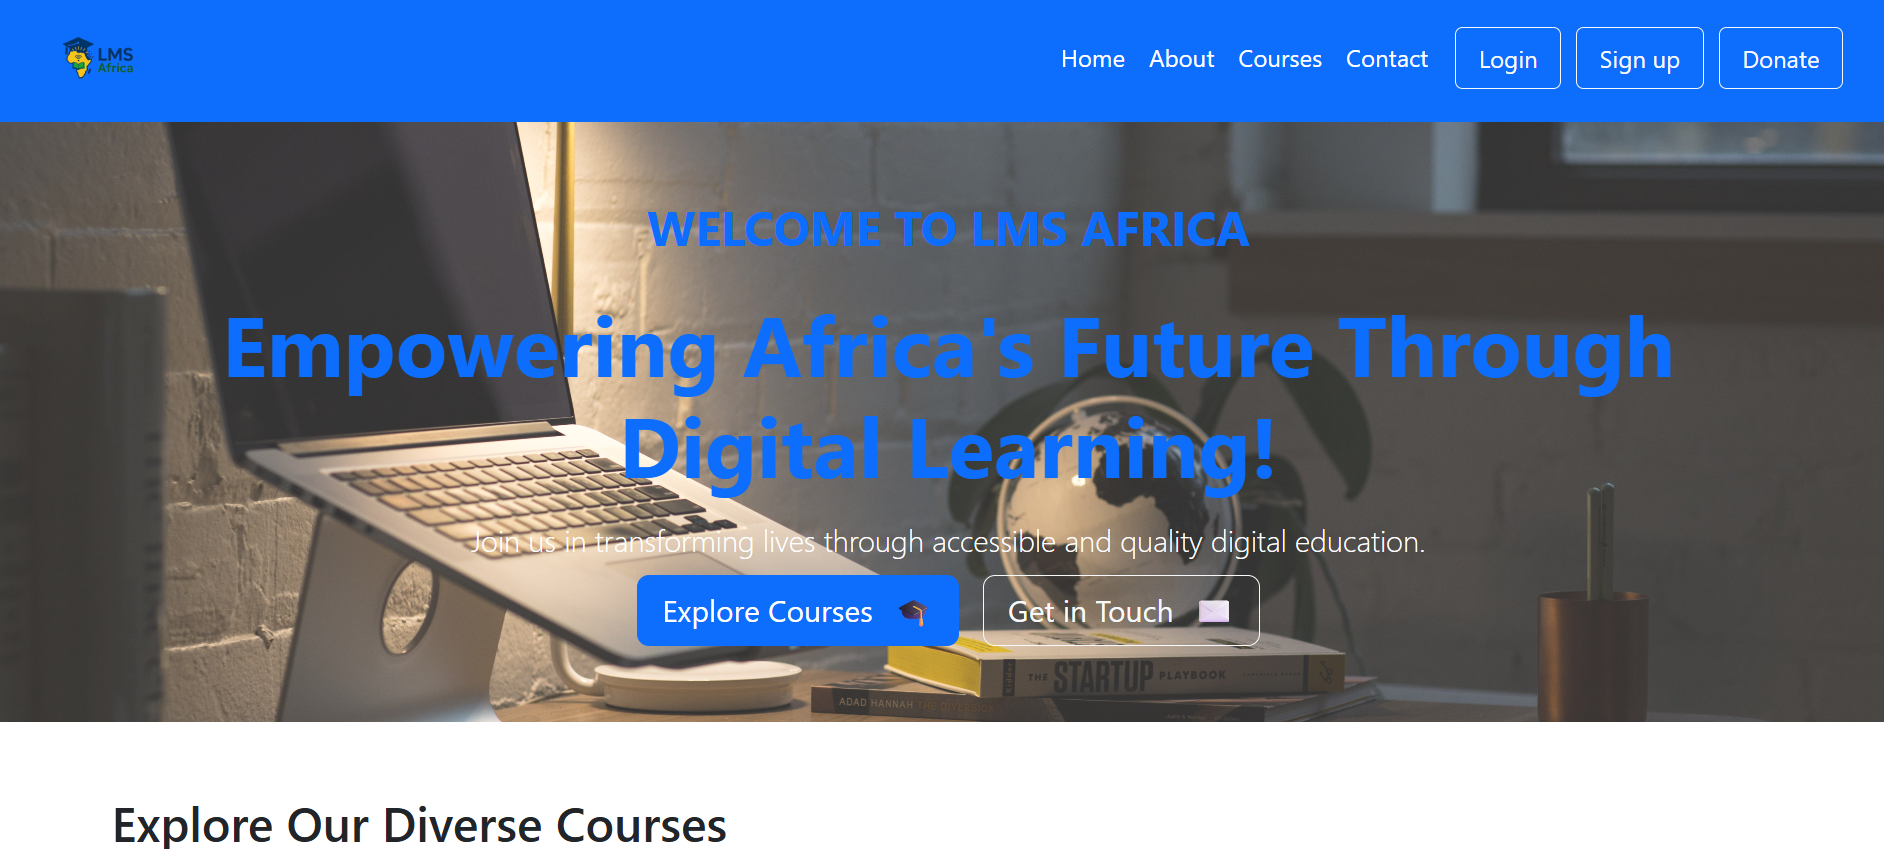 LMS
Africa
Home About Courses Contact Login Sign up Donate
WELCOME TO LMS AFRICA
Empowering Africa's Future Through
Digital Learning!
Join us in transforming lives through accessible and quality digital education.
Explore Courses 🎓 Get in Touch ✉️
THE STARTUP PLAYBOOK
ADAD HANNAH THE DIVERSION
Explore Our Diverse Courses